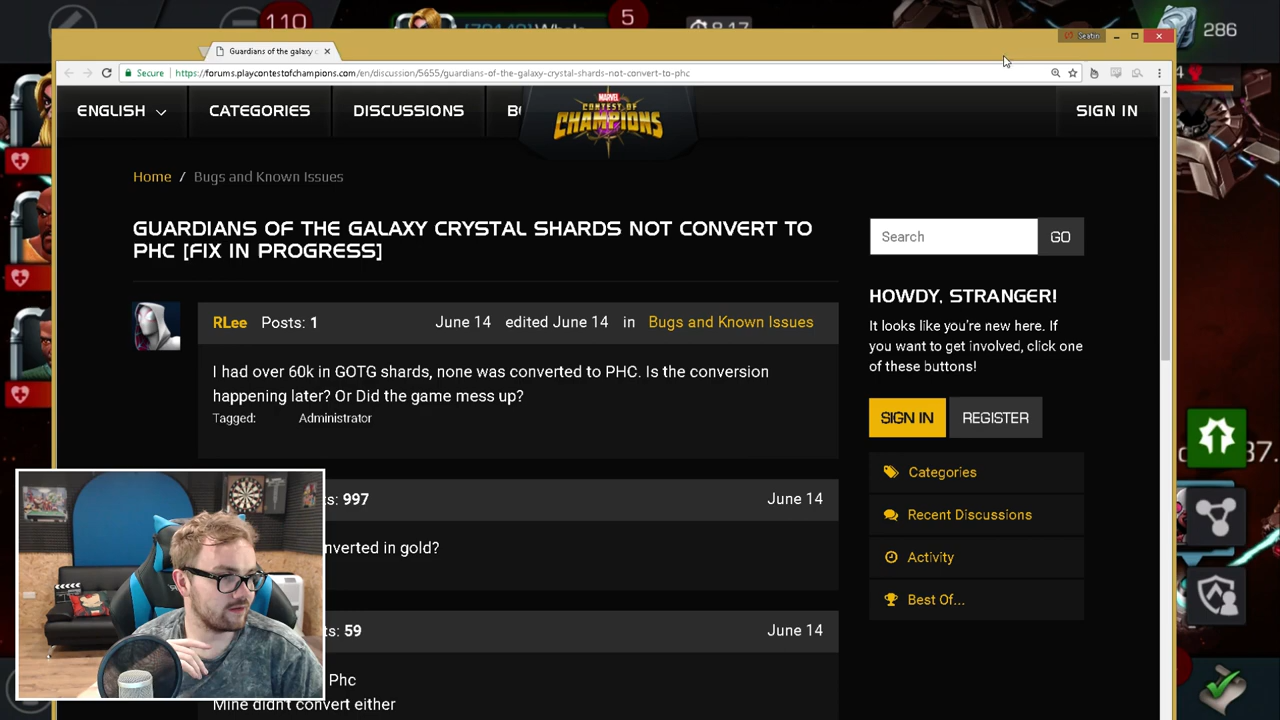 110
5
8:17
286
Seatin
Guardians of the galaxy c
Secure
https://forums.playcontestofchampions.com/en/discussion/5655/guardians-of-the-galaxy-crystal-shards-not-convert-to-phc
ENGLISH
CATEGORIES
DISCUSSIONS
MARVEL
CONTEST OF
CHAMPIONS
SIGN IN
Home / Bugs and Known Issues
GUARDIANS OF THE GALAXY CRYSTAL SHARDS NOT CONVERT TO
PHC [FIX IN PROGRESS]
Search
GO
HOWDY, STRANGER!
It looks like you're new here. If
you want to get involved, click one
of these buttons!
SIGN IN
REGISTER
Categories
Recent Discussions
Activity
Best Of...
RLee Posts: 1
June 14 edited June 14 in Bugs and Known Issues
I had over 60k in GOTG shards, none was converted to PHC. Is the conversion
happening later? Or Did the game mess up?
Tagged: Administrator
ts: 997
June 14
nverted in gold?
ts: 59
June 14
Phc
Mine didn't convert either
37.